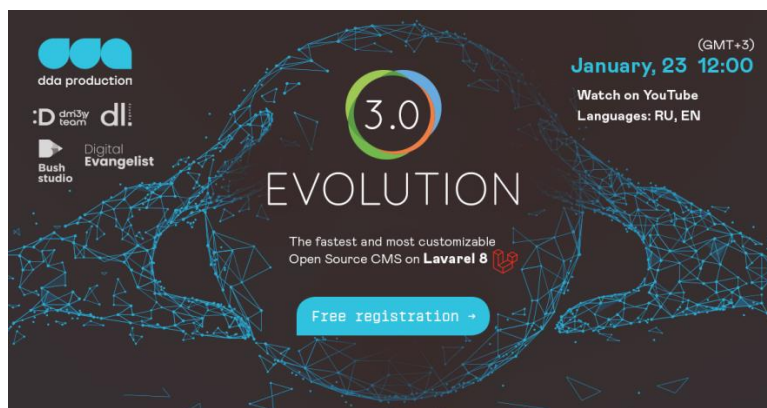 dda production
:D dmi3yy
team
dl:
Bush
studio
Digital
Evangelist
(GMT+3)
January, 23 12:00
Watch on YouTube
Languages: RU, EN
3.0
EVOLUTION
The fastest and most customizable
Open Source CMS on Lavarel 8
Free registration →